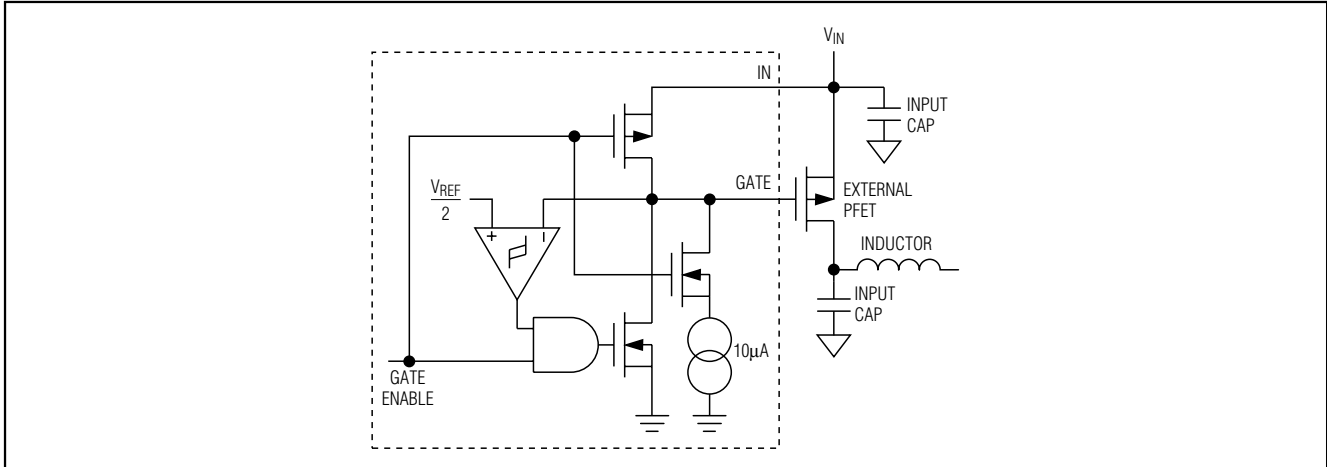 VIN
IN
INPUT
CAP
GATE
EXTERNAL
PFET
VREF
2
+
INDUCTOR
INPUT
CAP
10μA
GATE
ENABLE